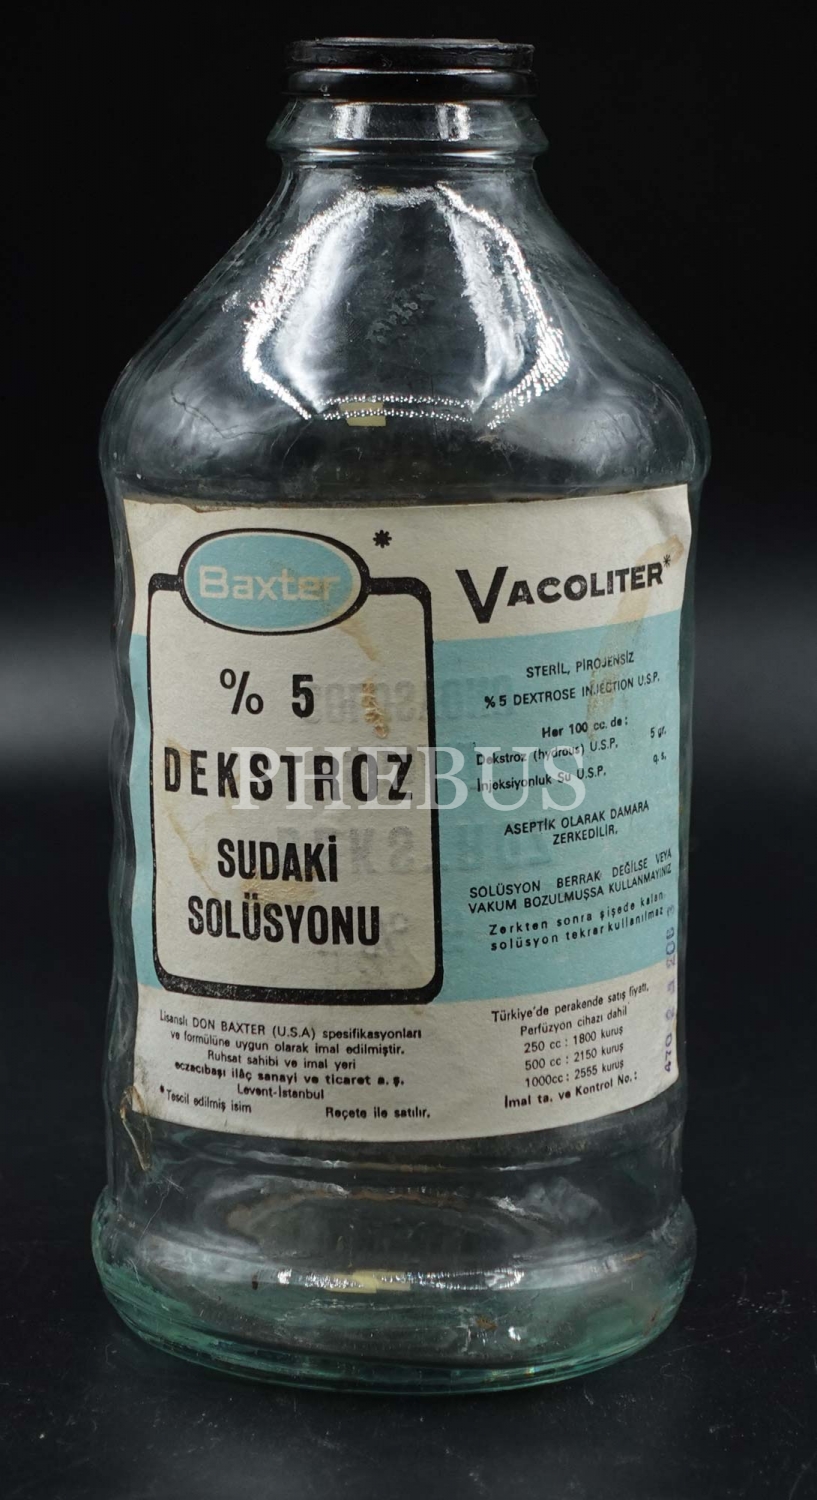 Baxter
*
% 5
DEKSTROZ
SUDAKİ
SOLÜSYONU
Lisanslı DON BAXTER (U.S.A) spesifikasyonları
ve formülüne uygun olarak imal edilmiştir.
Ruhsat sahibi ve imal yeri
eczacıbaşı ilâç sanayi ve ticaret a. ş.
Levent-İstanbul
*Tescil edilmiş isim Reçete ile satılır.
VACOLITER*
STERİL, PİROJENSİZ
% 5 DEXTROSE INJECTION U.S.P.
Her 100 cc. de :
Dekstroz (hydrous) U.S.P. 5 gr.
İnjeksiyonluk Su U.S.P. q. s.
ASEPTİK OLARAK DAMARA
ZERKEDİLİR.
SOLÜSYON BERRAK DEĞİLSE VEYA
VAKUM BOZULMUŞSA KULLANMAYINIZ
Zerkten sonra şişede kalan
solüsyon tekrar kullanılmaz
Türkiye'de perakende satış fiyatı.
Perfüzyon cihazı dahil
250 cc : 1800 kuruş
500 cc : 2150 kuruş
1000cc : 2555 kuruş
İmal ta. ve Kontrol No. :
PHEBUS